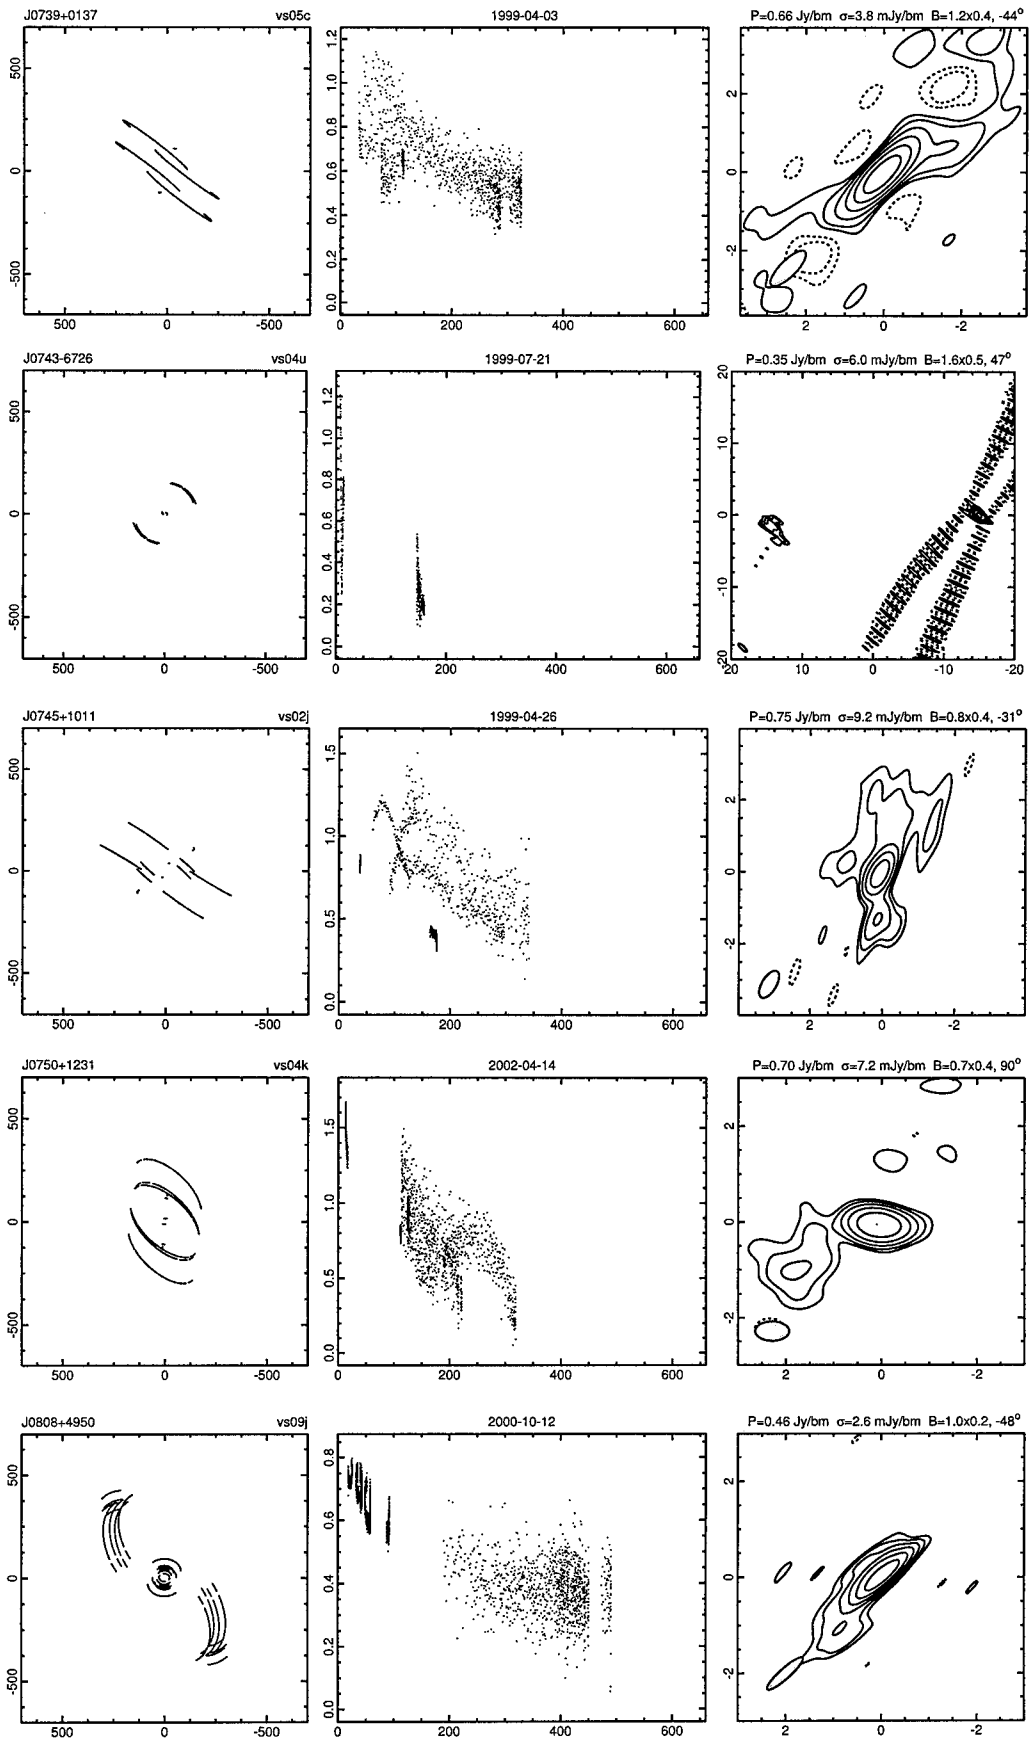 J0739+0137 vs05c
1999-04-03
P=0.66 Jy/bm σ=3.8 mJy/bm B=1.2x0.4, -44°
500
0
-500
500 0 -500
1.2
1.0
0.8
0.6
0.4
0.2
0.0
0 200 400 600
2
0
-2
2 0 -2
J0743-6726 vs04u
1999-07-21
P=0.35 Jy/bm σ=6.0 mJy/bm B=1.6x0.5, 47°
500
0
-500
500 0 -500
1.2
1.0
0.8
0.6
0.4
0.2
0.0
0 200 400 600
20
10
0
-10
-20
20 10 0 -10 -20
J0745+1011 vs02j
1999-04-26
P=0.75 Jy/bm σ=9.2 mJy/bm B=0.8x0.4, -31°
500
0
-500
500 0 -500
1.5
1.0
0.5
0.0
0 200 400 600
2
0
-2
2 0 -2
J0750+1231 vs04k
2002-04-14
P=0.70 Jy/bm σ=7.2 mJy/bm B=0.7x0.4, 90°
500
0
-500
500 0 -500
1.5
1.0
0.5
0.0
0 200 400 600
2
0
-2
2 0 -2
J0808+4950 vs09j
2000-10-12
P=0.46 Jy/bm σ=2.6 mJy/bm B=1.0x0.2, -48°
500
0
-500
500 0 -500
0.8
0.6
0.4
0.2
0.0
0 200 400 600
2
0
-2
2 0 -2